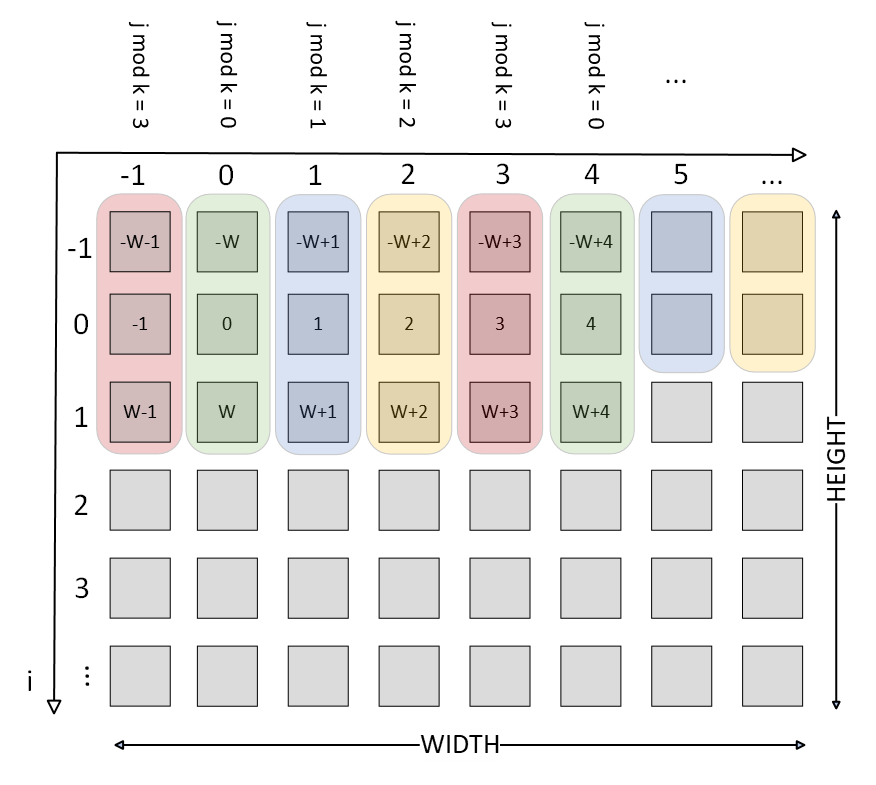 j mod k = 3 j mod k = 0 j mod k = 1 j mod k = 2 j mod k = 3 j mod k = 0 ...
-1 0 1 2 3 4 5 ...
-1 -W-1 -W -W+1 -W+2 -W+3 -W+4
0 -1 0 1 2 3 4
1 W-1 W W+1 W+2 W+3 W+4
2
3
...
i
HEIGHT
WIDTH